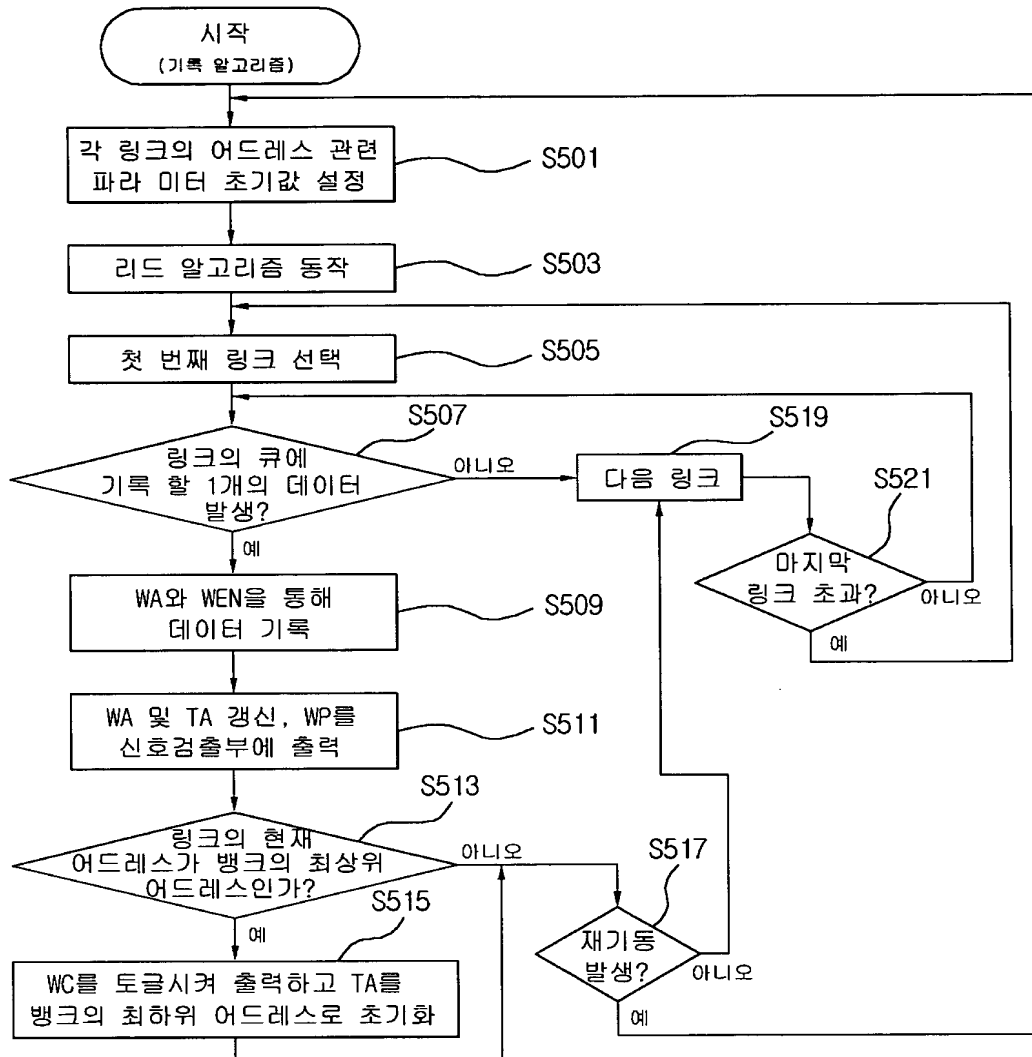 시작
(기록 알고리즘)
각 링크의 어드레스 관련
파라 미터 초기값 설정
S501
리드 알고리즘 동작
S503
첫 번째 링크 선택
S505
S507
링크의 큐에
기록 할 1개의 데이터
발생?
아니오
예
S519
다음 링크
S521
마지막
링크 초과?
아니오
예
WA와 WEN을 통해
데이터 기록
S509
WA 및 TA 갱신, WP를
신호검출부에 출력
S511
S513
링크의 현재
어드레스가 뱅크의 최상위
어드레스인가?
아니오
예
S517
재기동
발생?
아니오
예
S515
WC를 토글시켜 출력하고 TA를
뱅크의 최하위 어드레스로 초기화